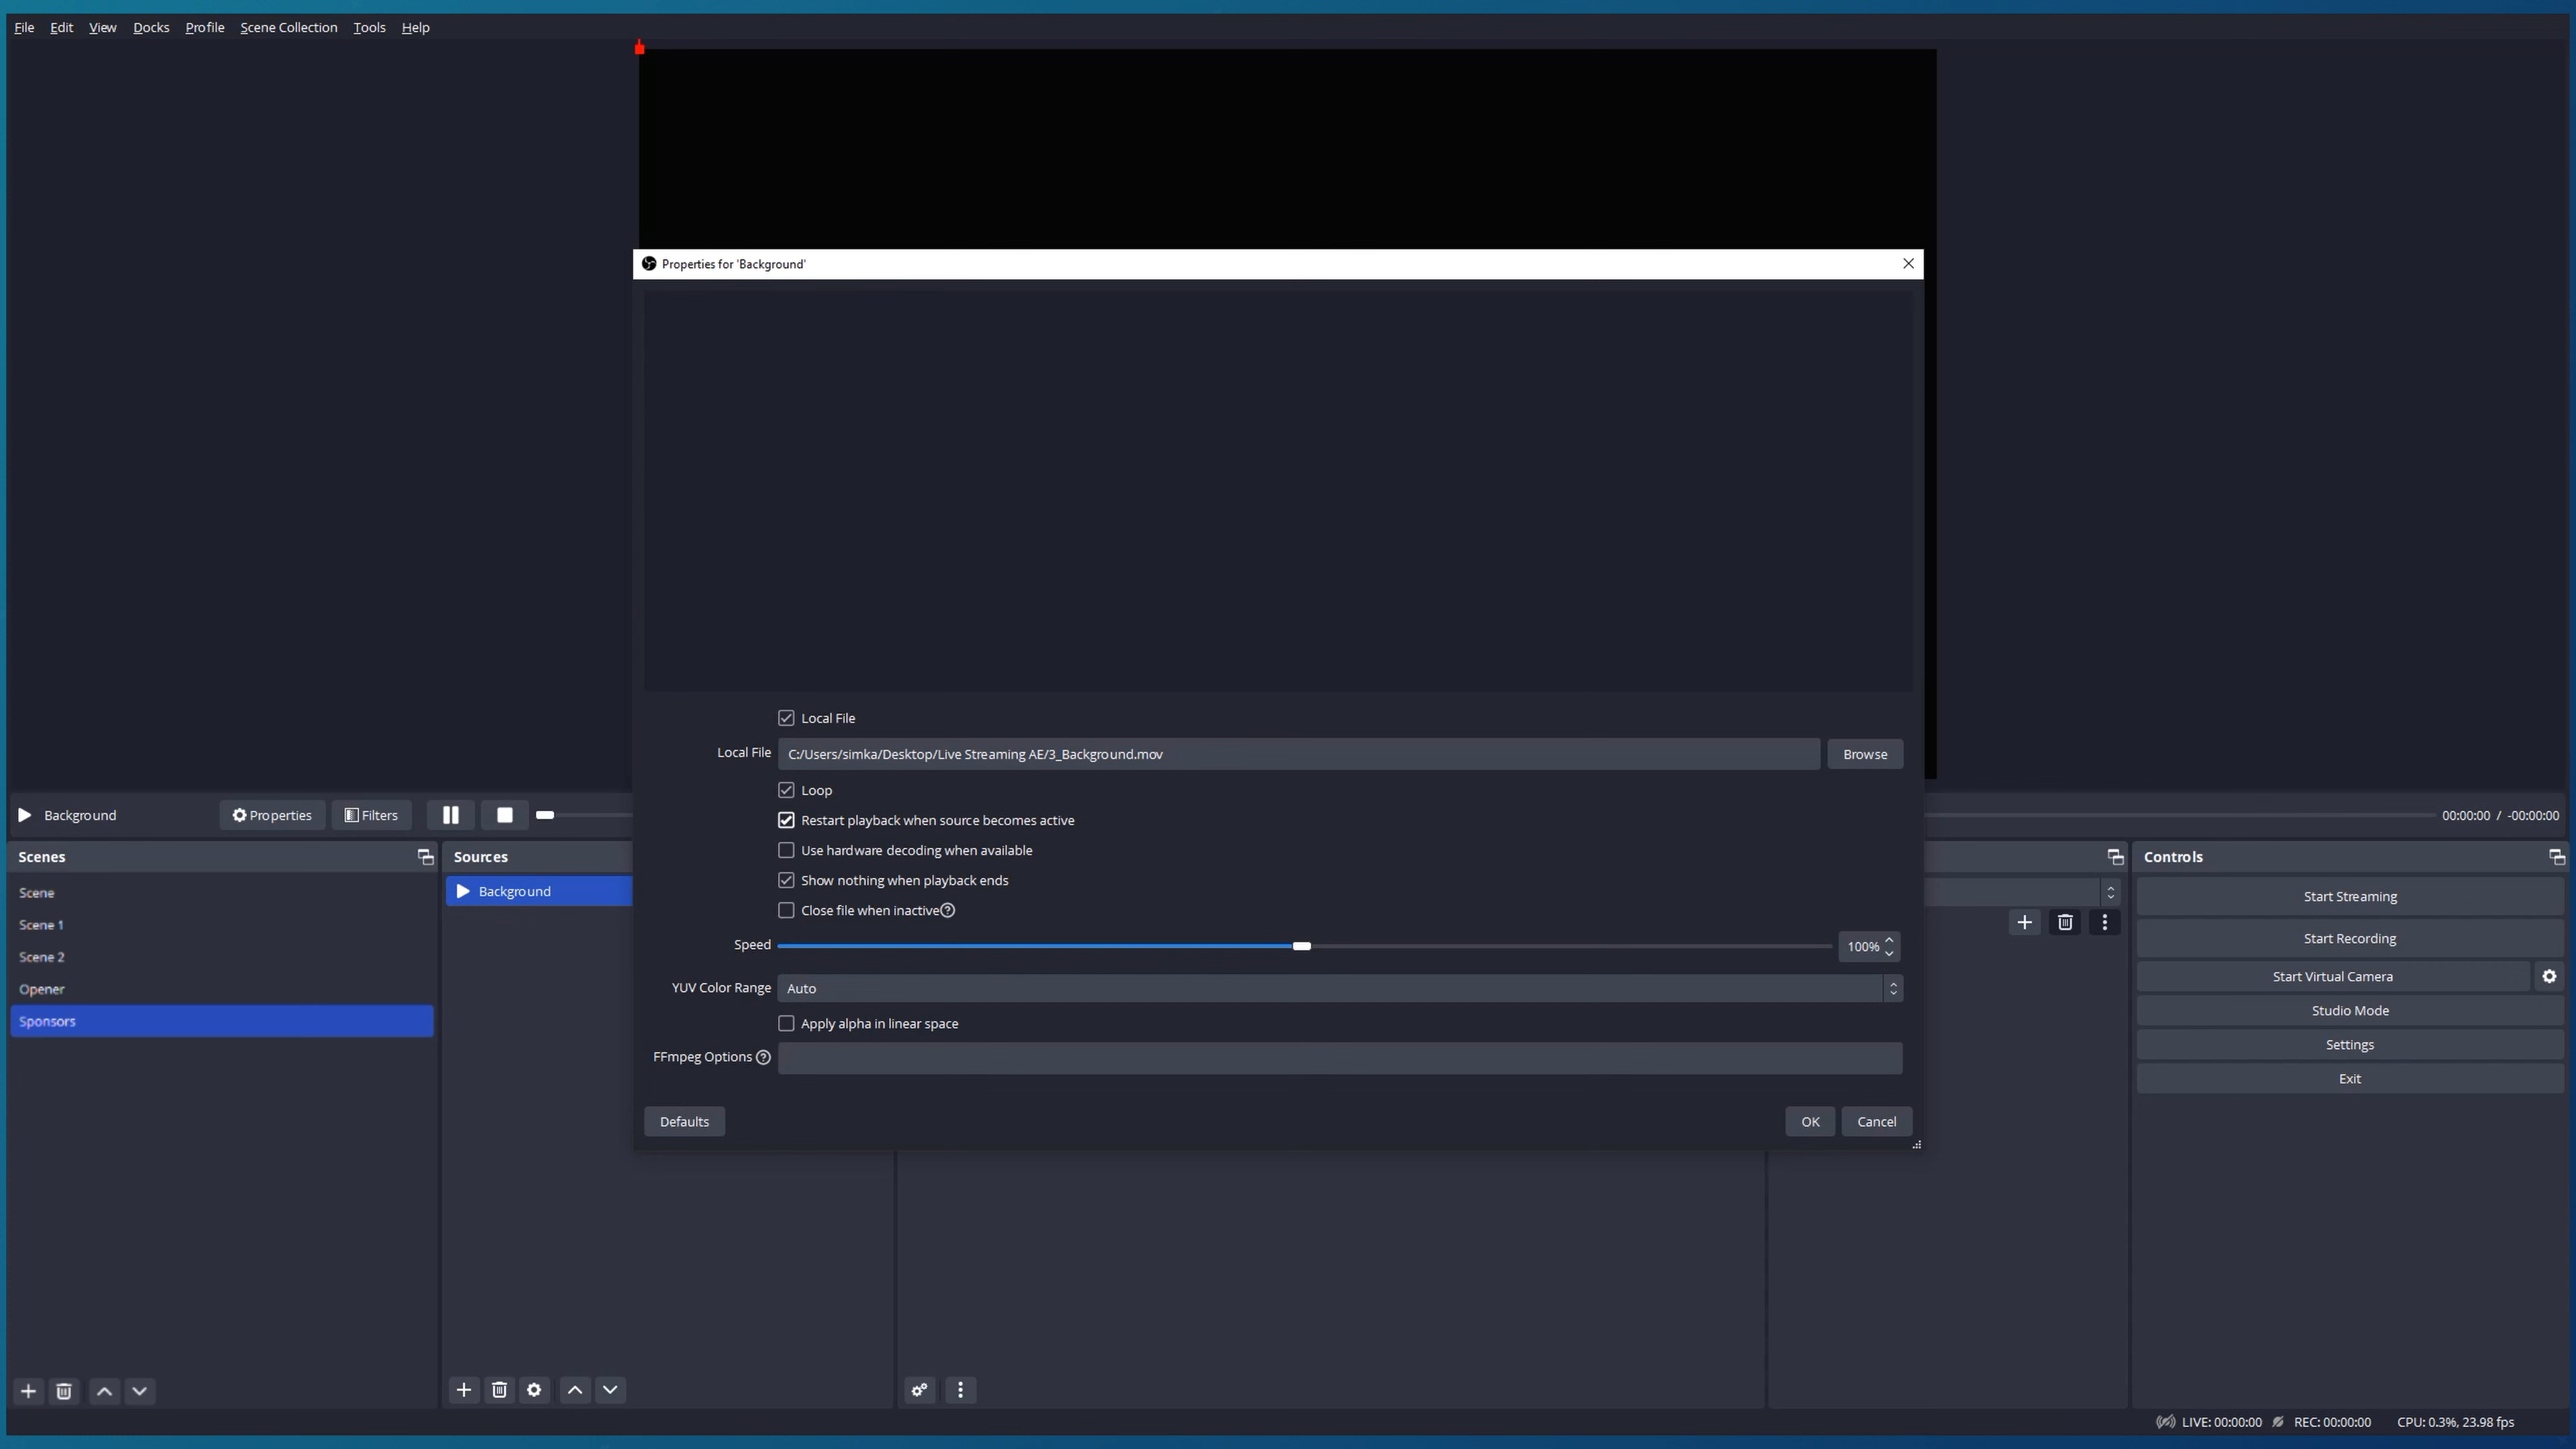 File Edit View Docks Profile Scene Collection Tools Help
Properties for 'Background'
Local File
Local File C:/Users/simka/Desktop/Live Streaming AE/3_Background.mov Browse
Loop
Restart playback when source becomes active
Use hardware decoding when available
Show nothing when playback ends
Close file when inactive
Speed 100%
YUV Color Range Auto
Apply alpha in linear space
FFmpeg Options
Defaults OK Cancel
Background Properties Filters 00:00:00 / -00:00:00
Scenes
Scene
Scene 1
Scene 2
Opener
Sponsors
Sources
Background
Controls
Start Streaming
Start Recording
Start Virtual Camera
Studio Mode
Settings
Exit
LIVE: 00:00:00 REC: 00:00:00 CPU: 0.3%, 23.98 fps